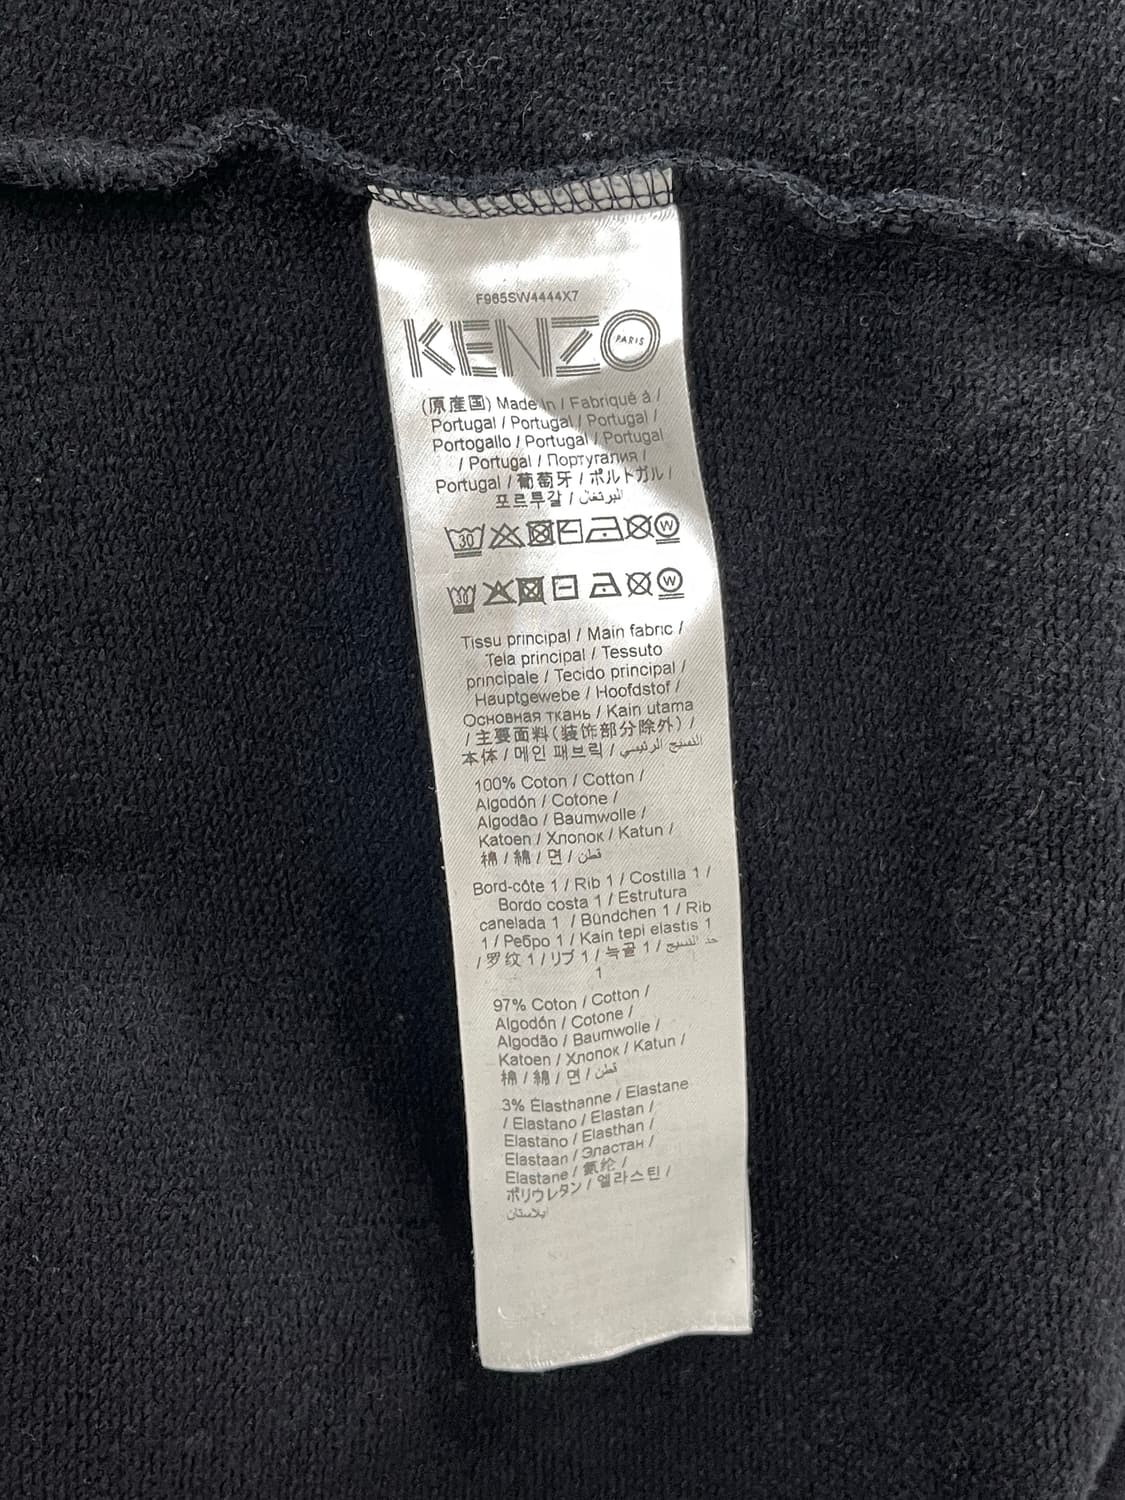 F965SW4444X7
KENZO PARIS
(原産国) Made in / Fabriqué à /
Portugal / Portugal / Portugal /
Portogallo / Portugal / Portugal
/ Portugal / Португалия /
Portugal / 葡萄牙 / ポルトガル /
포르투갈 / البرتغال
30 W
30 W
Tissu principal / Main fabric /
Tela principal / Tessuto
principale / Tecido principal /
Hauptgewebe / Hoofdstof /
Основная ткань / Kain utama
/ 主要面料(装饰部分除外) /
本体 / 메인 패브릭 / النسيج الرئيسي
100% Coton / Cotton /
Algodón / Cotone /
Algodão / Baumwolle /
Katoen / Хлопок / Katun /
棉 / 綿 / 면 / قطن
Bord-côte 1 / Rib 1 / Costilla 1 /
Bordo costa 1 / Estrutura
canelada 1 / Bündchen 1 / Rib
1 / Ребро 1 / Kain tepi elastis 1
/ 罗纹 1 / リブ 1 / 늑골 1 / حد النسيج
1
97% Coton / Cotton /
Algodón / Cotone /
Algodão / Baumwolle /
Katoen / Хлопок / Katun /
棉 / 綿 / 면 / قطن
3% Élasthanne / Elastane
/ Elastano / Elastan /
Elastano / Elasthan /
Elastaan / Эластан /
Elastane / 氨纶 /
ポリウレタン / 엘라스틴 /
ايلاستان